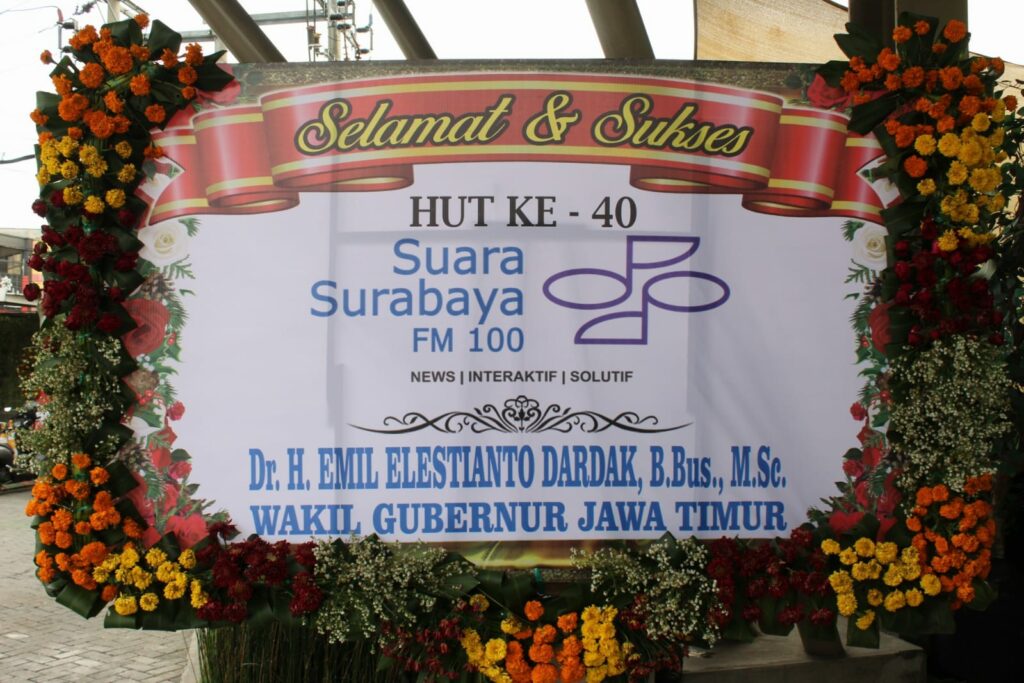 Selamat & Sukses
HUT KE - 40
Suara
Surabaya
FM 100
NEWS | INTERAKTIF | SOLUTIF
Dr. H. EMIL ELESTIANTO DARDAK, B.Bus., M.Sc.
WAKIL GUBERNUR JAWA TIMUR